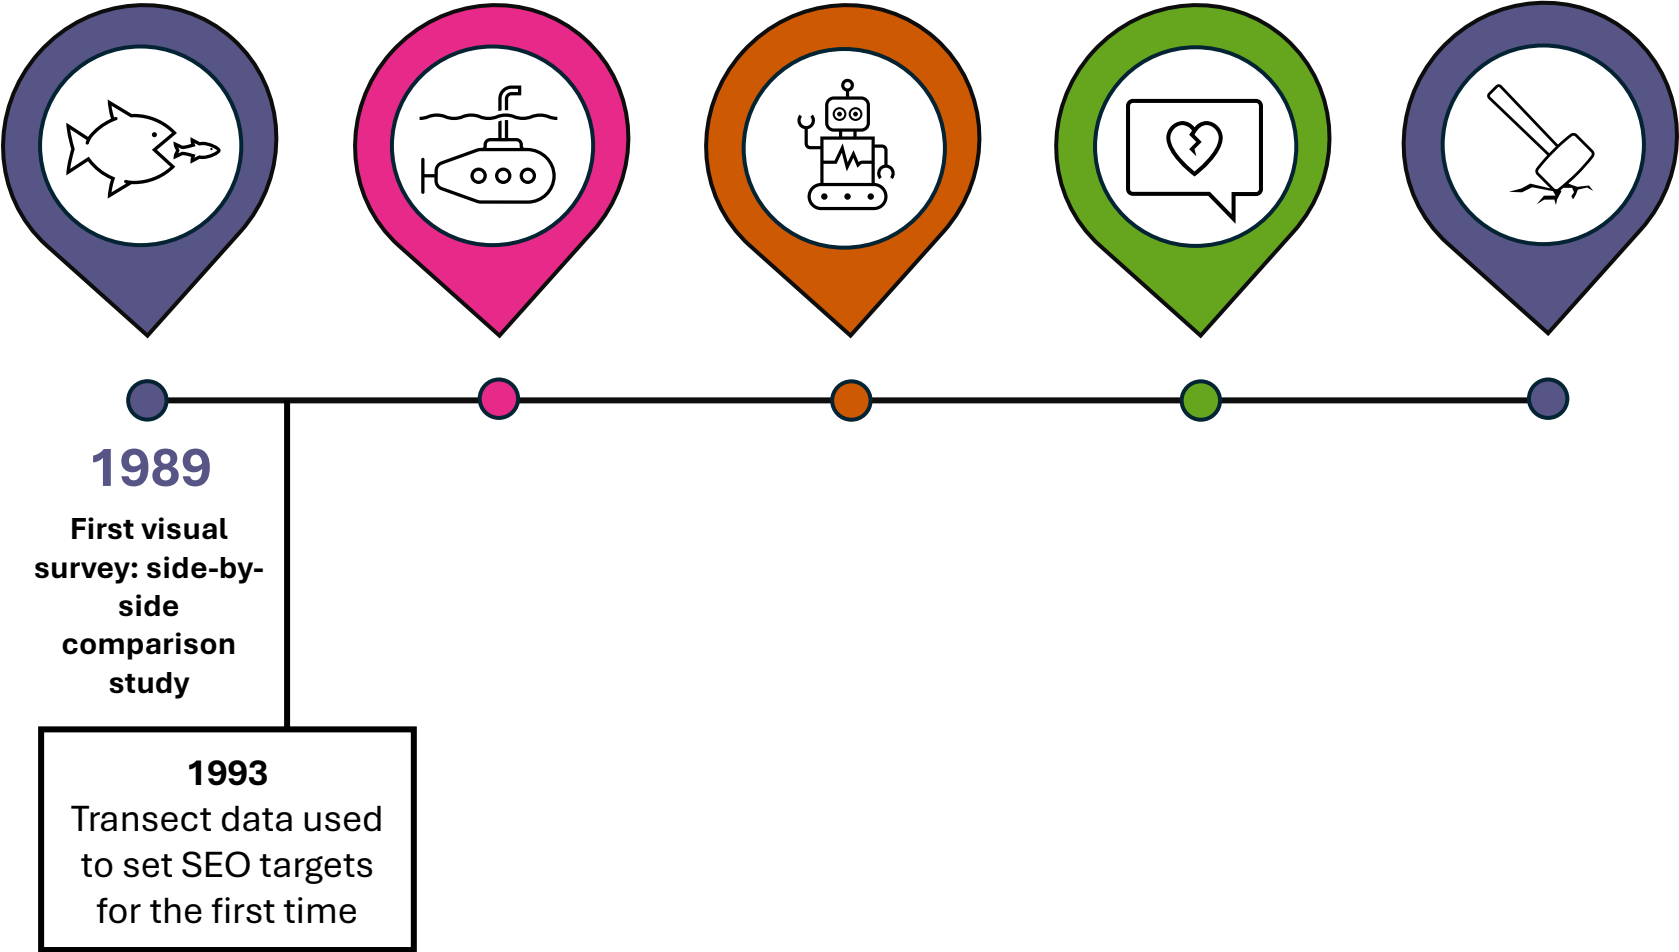 1989
First visual
survey: side-by-
side
comparison
study
1993
Transect data used
to set SEO targets
for the first time